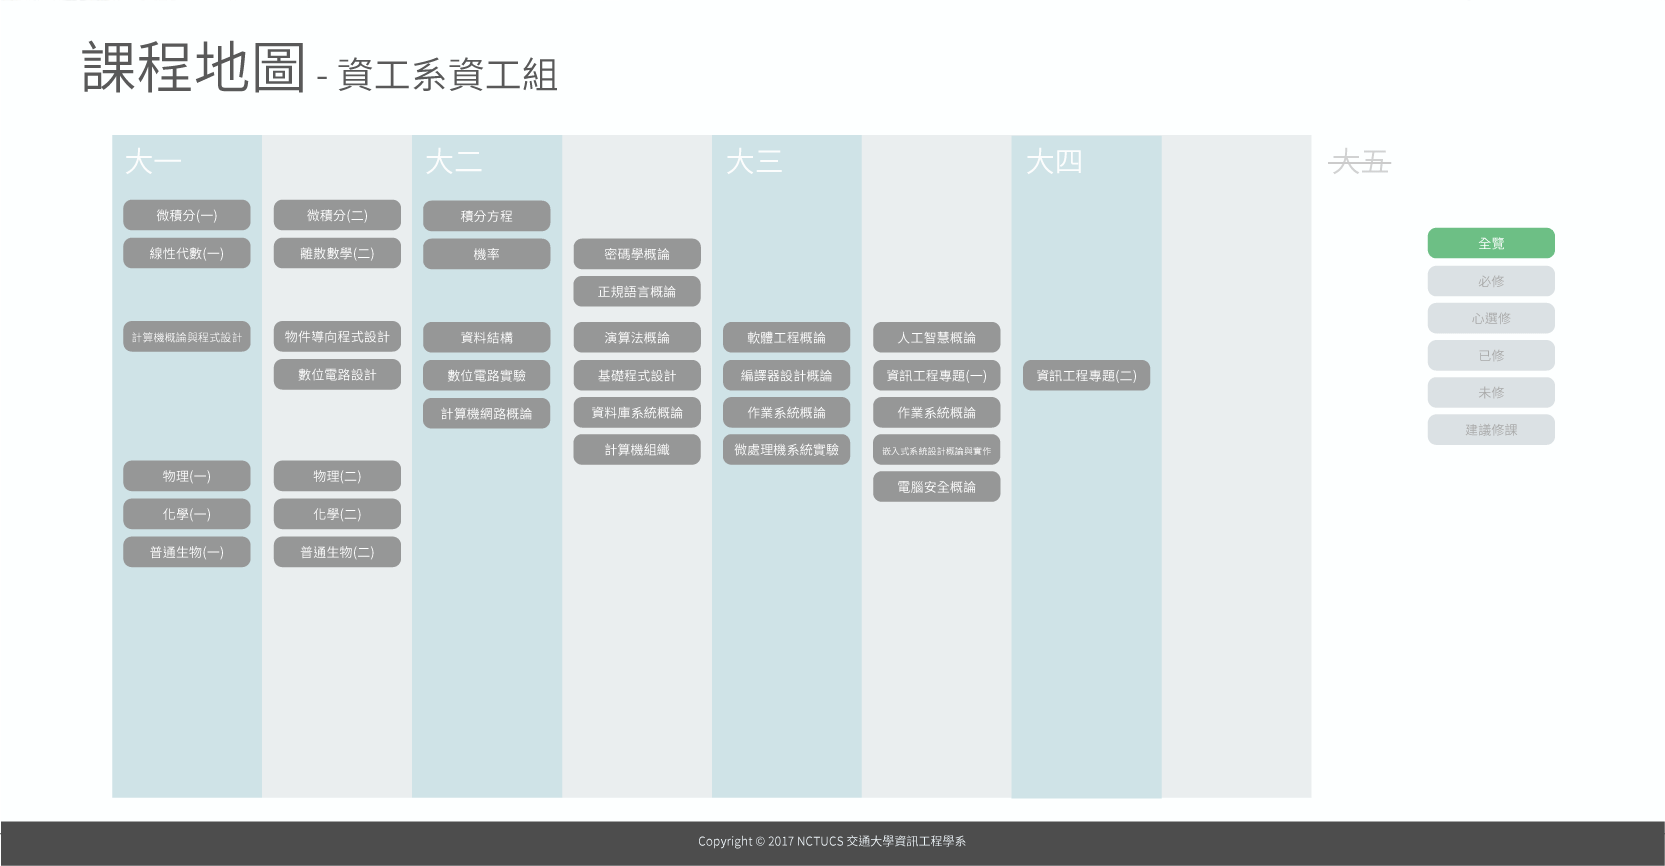 課程地圖 - 資工系資工組
大一
大二
大三
大四
大五
微積分(一)
線性代數(一)
計算機概論與程式設計
物理(一)
化學(一)
普通生物(一)
微積分(二)
離散數學(二)
物件導向程式設計
數位電路設計
物理(二)
化學(二)
普通生物(二)
積分方程
機率
資料結構
數位電路實驗
計算機網路概論
密碼學概論
正規語言概論
演算法概論
基礎程式設計
資料庫系統概論
計算機組織
軟體工程概論
編譯器設計概論
作業系統概論
微處理機系統實驗
人工智慧概論
資訊工程專題(一)
作業系統概論
嵌入式系統設計概論與實作
電腦安全概論
資訊工程專題(二)
全覽
必修
心選修
已修
未修
建議修課
Copyright © 2017 NCTUCS 交通大學資訊工程學系